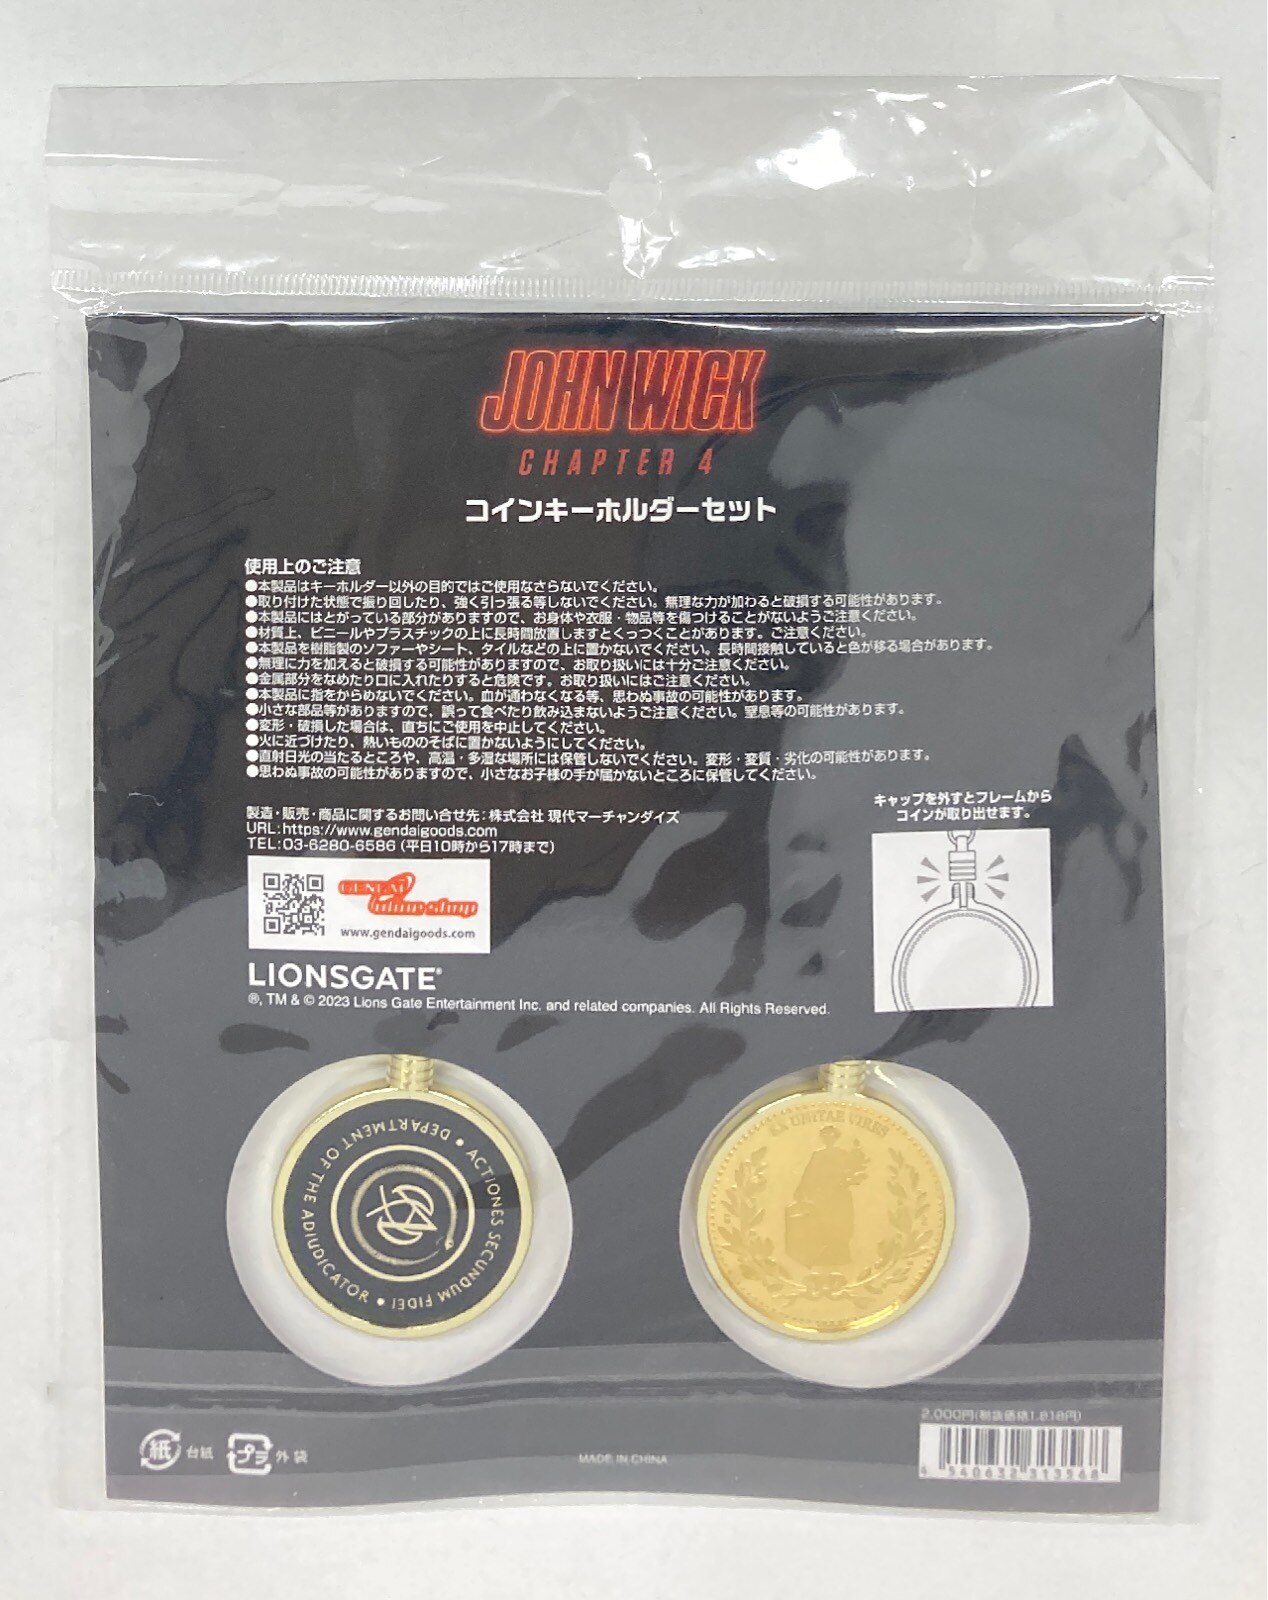 JOHN WICK
CHAPTER 4
コインキーホルダーセット
使用上のご注意
●本製品はキーホルダー以外の目的ではご使用なさらないでください。
●取り付けた状態で振り回したり、強く引っ張る等しないでください。無理な力が加わると破損する可能性があります。
●本製品にはとがっている部分がありますので、お身体や衣服・物品等を傷つけることがないようご注意ください。
●材質上、ビニールやプラスチックの上に長時間放置しますとくっつくことがあります。ご注意ください。
●本製品を樹脂製のソファーやシート、タイルなどの上に置かないでください。長時間接触していると色が移る場合があります。
●無理に力を加えると破損する可能性がありますので、お取り扱いには十分ご注意ください。
●金属部分をなめたり口に入れたりすると危険です。お取り扱いにはご注意ください。
●本製品に指をからめないでください。血が通わなくなる等、思わぬ事故の可能性があります。
●小さな部品等がありますので、誤って食べたり飲み込まないようご注意ください。窒息等の可能性があります。
●変形・破損した場合は、直ちにご使用を中止してください。
●火に近づけたり、熱いもののそばに置かないようにしてください。
●直射日光の当たるところや、高温・多湿な場所には保管しないでください。変形・変質・劣化の可能性があります。
●思わぬ事故の可能性がありますので、小さなお子様の手が届かないところに保管してください。
製造・販売・商品に関するお問い合せ先：株式会社 現代マーチャンダイズ
URL:https://www.gendaigoods.com
TEL:03-6280-6586(平日10時から17時まで)
キャップを外すとフレームから
コインが取り出せます。
GENDAI
online shop
www.gendaigoods.com
LIONSGATE®
®, TM & © 2023 Lions Gate Entertainment Inc. and related companies. All Rights Reserved.
DEPARTMENT OF THE ADJUDICATOR • ACTIONES SECUNDUM FIDEI •
EX UNITAE VIRES
紙 台紙
プラ 外袋
MADE IN CHINA
2,000円(税抜価格1,818円)
4 540632 313568